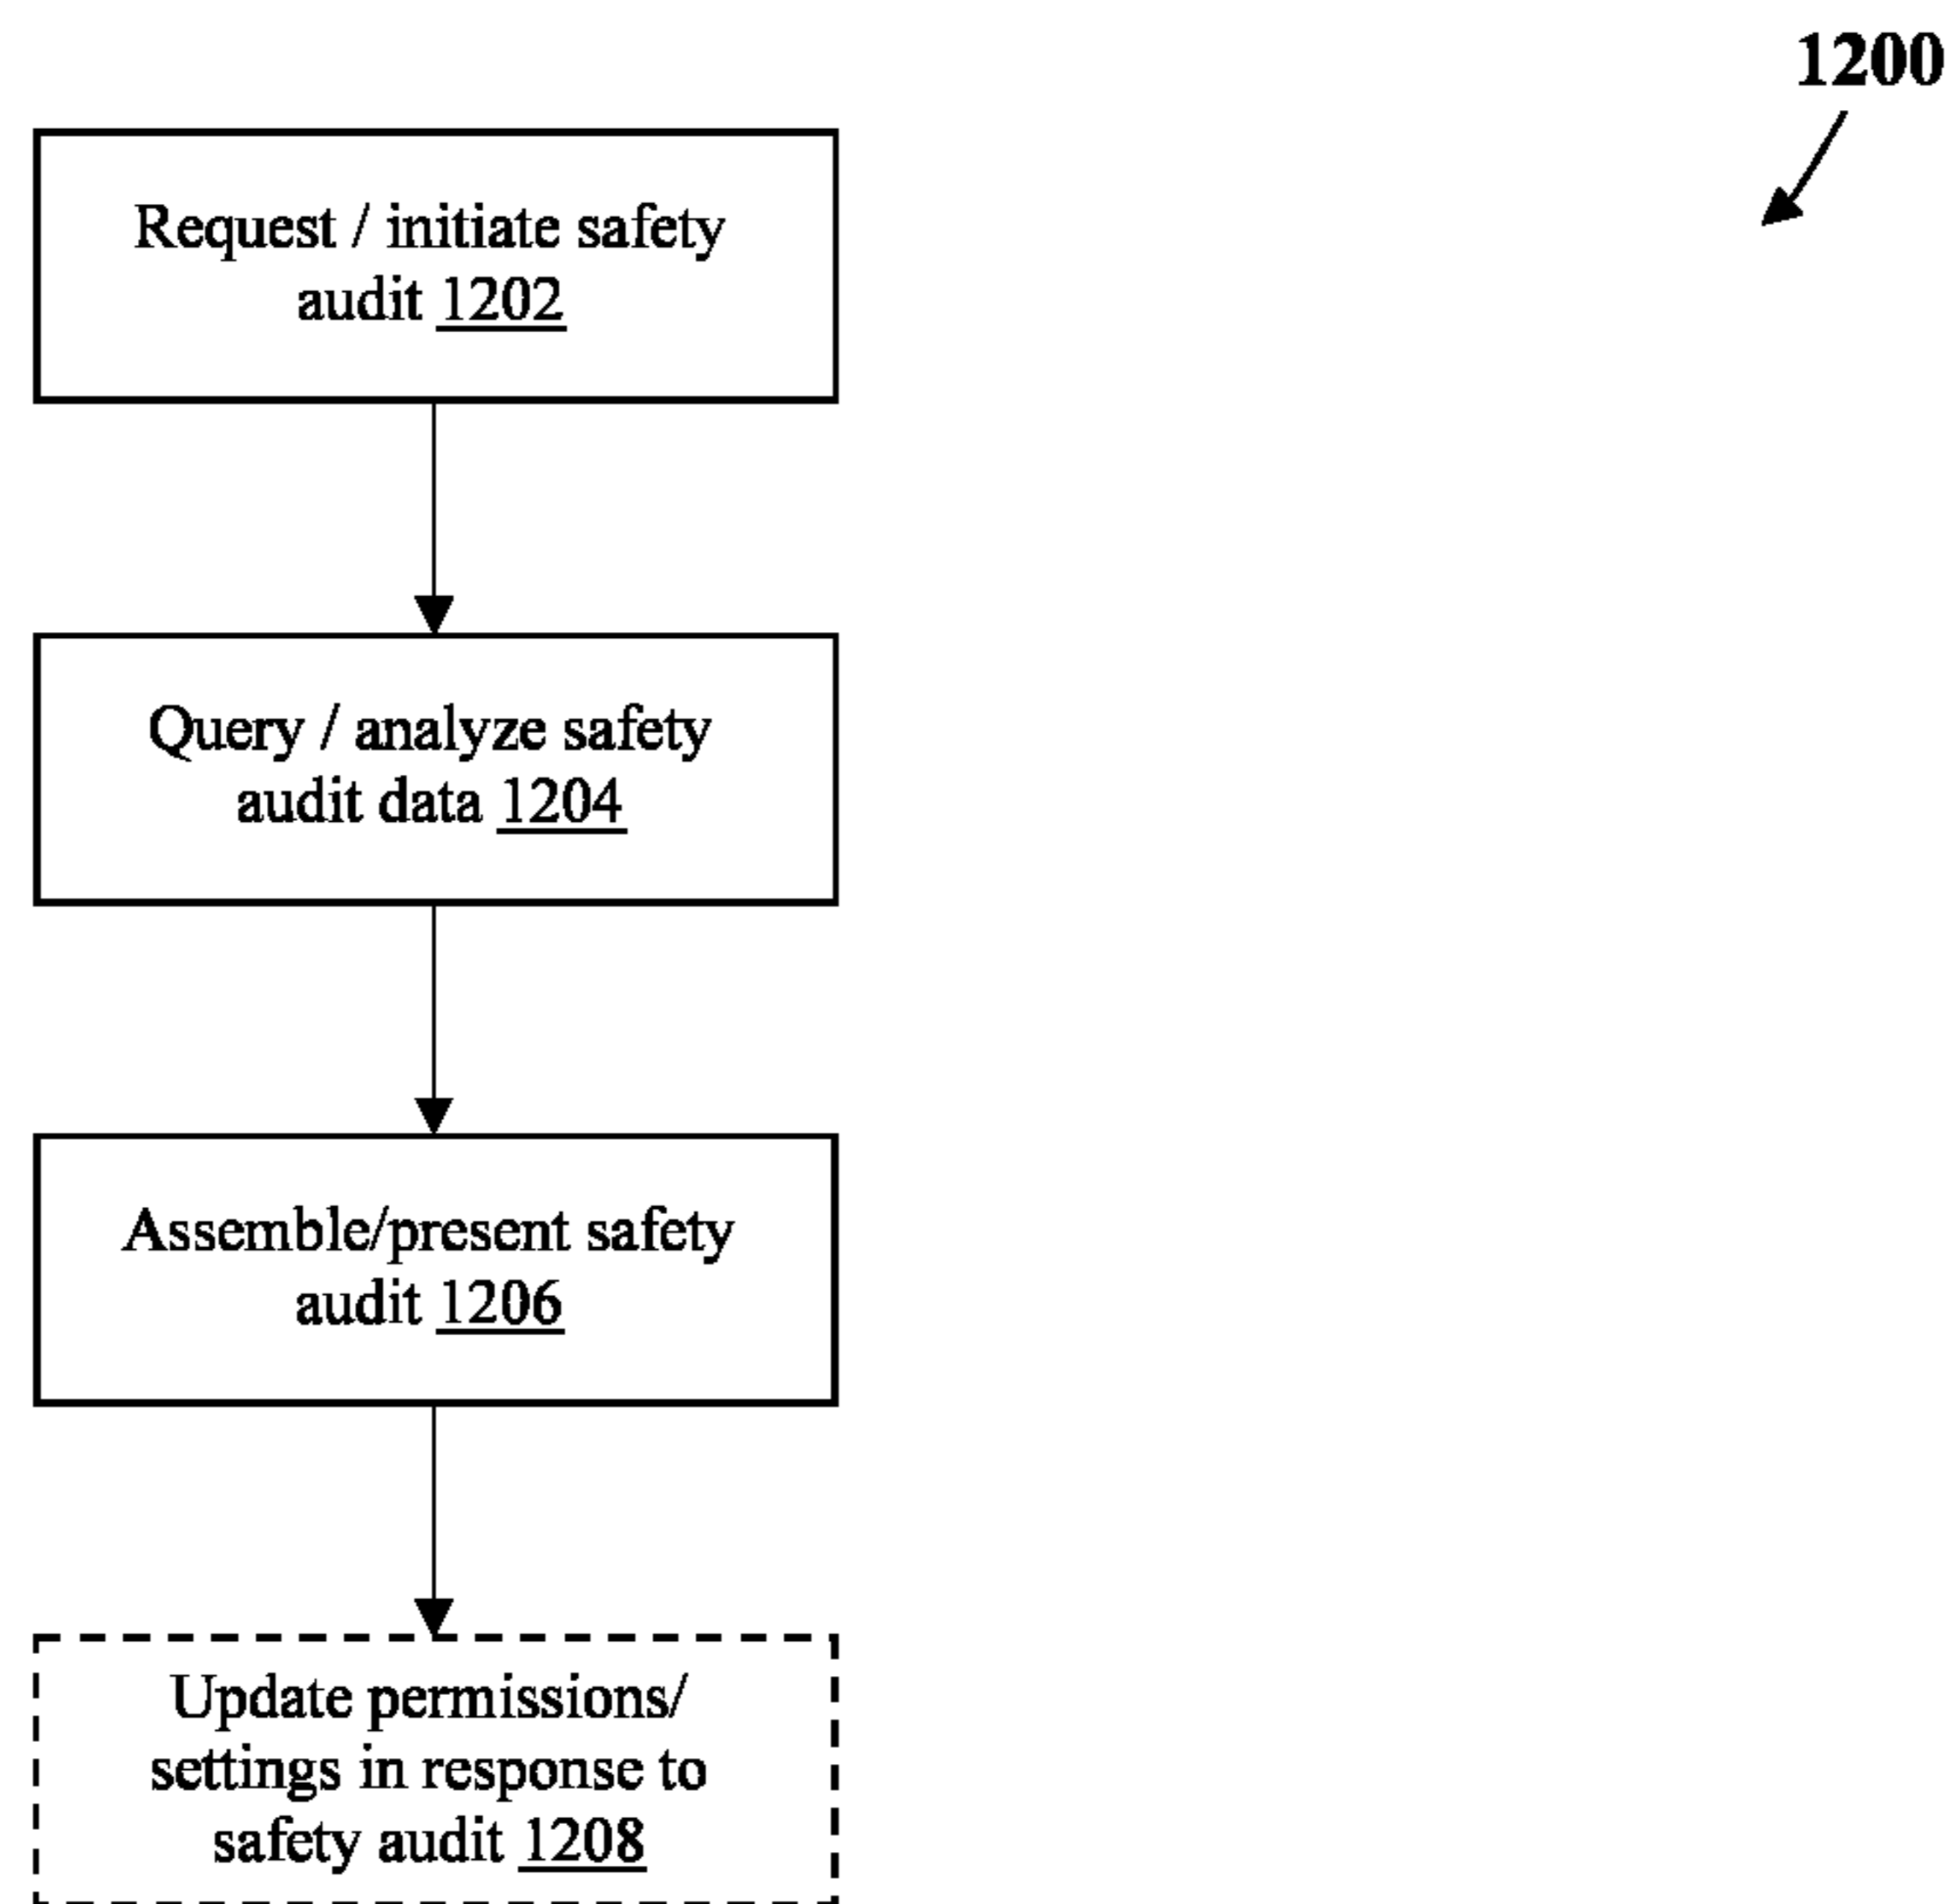 1200
Request / initiate safety
audit 1202
Query / analyze safety
audit data 1204
Assemble/present safety
audit 1206
Update permissions/
settings in response to
safety audit 1208